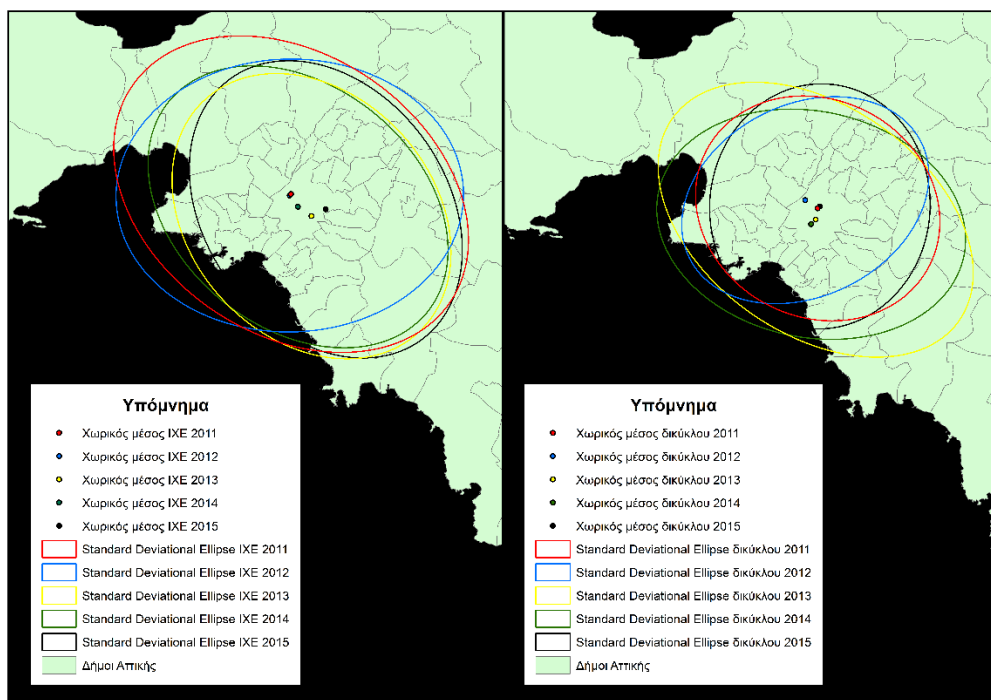 Υπόμνημα
Χωρικός μέσος ΙΧΕ 2011
Χωρικός μέσος ΙΧΕ 2012
Χωρικός μέσος ΙΧΕ 2013
Χωρικός μέσος ΙΧΕ 2014
Χωρικός μέσος ΙΧΕ 2015
Standard Deviational Ellipse ΙΧΕ 2011
Standard Deviational Ellipse ΙΧΕ 2012
Standard Deviational Ellipse ΙΧΕ 2013
Standard Deviational Ellipse ΙΧΕ 2014
Standard Deviational Ellipse ΙΧΕ 2015
Δήμοι Αττικής
Υπόμνημα
Χωρικός μέσος δικύκλου 2011
Χωρικός μέσος δικύκλου 2012
Χωρικός μέσος δικύκλου 2013
Χωρικός μέσος δικύκλου 2014
Χωρικός μέσος δικύκλου 2015
Standard Deviational Ellipse δικύκλου 2011
Standard Deviational Ellipse δικύκλου 2012
Standard Deviational Ellipse δικύκλου 2013
Standard Deviational Ellipse δικύκλου 2014
Standard Deviational Ellipse δικύκλου 2015
Δήμοι Αττικής